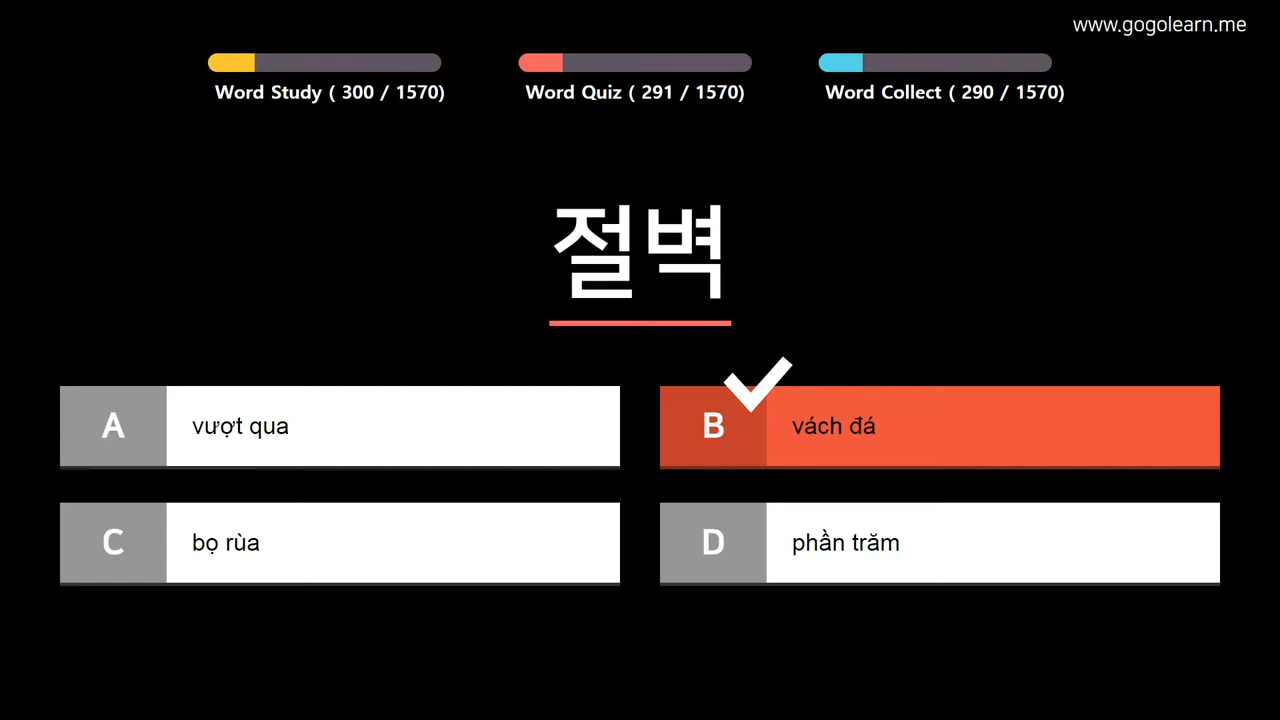 www.gogolearn.me
Word Study ( 300 / 1570)
Word Quiz ( 291 / 1570)
Word Collect ( 290 / 1570)
절벽
A vượt qua
B vách đá
C bọ rùa
D phần trăm